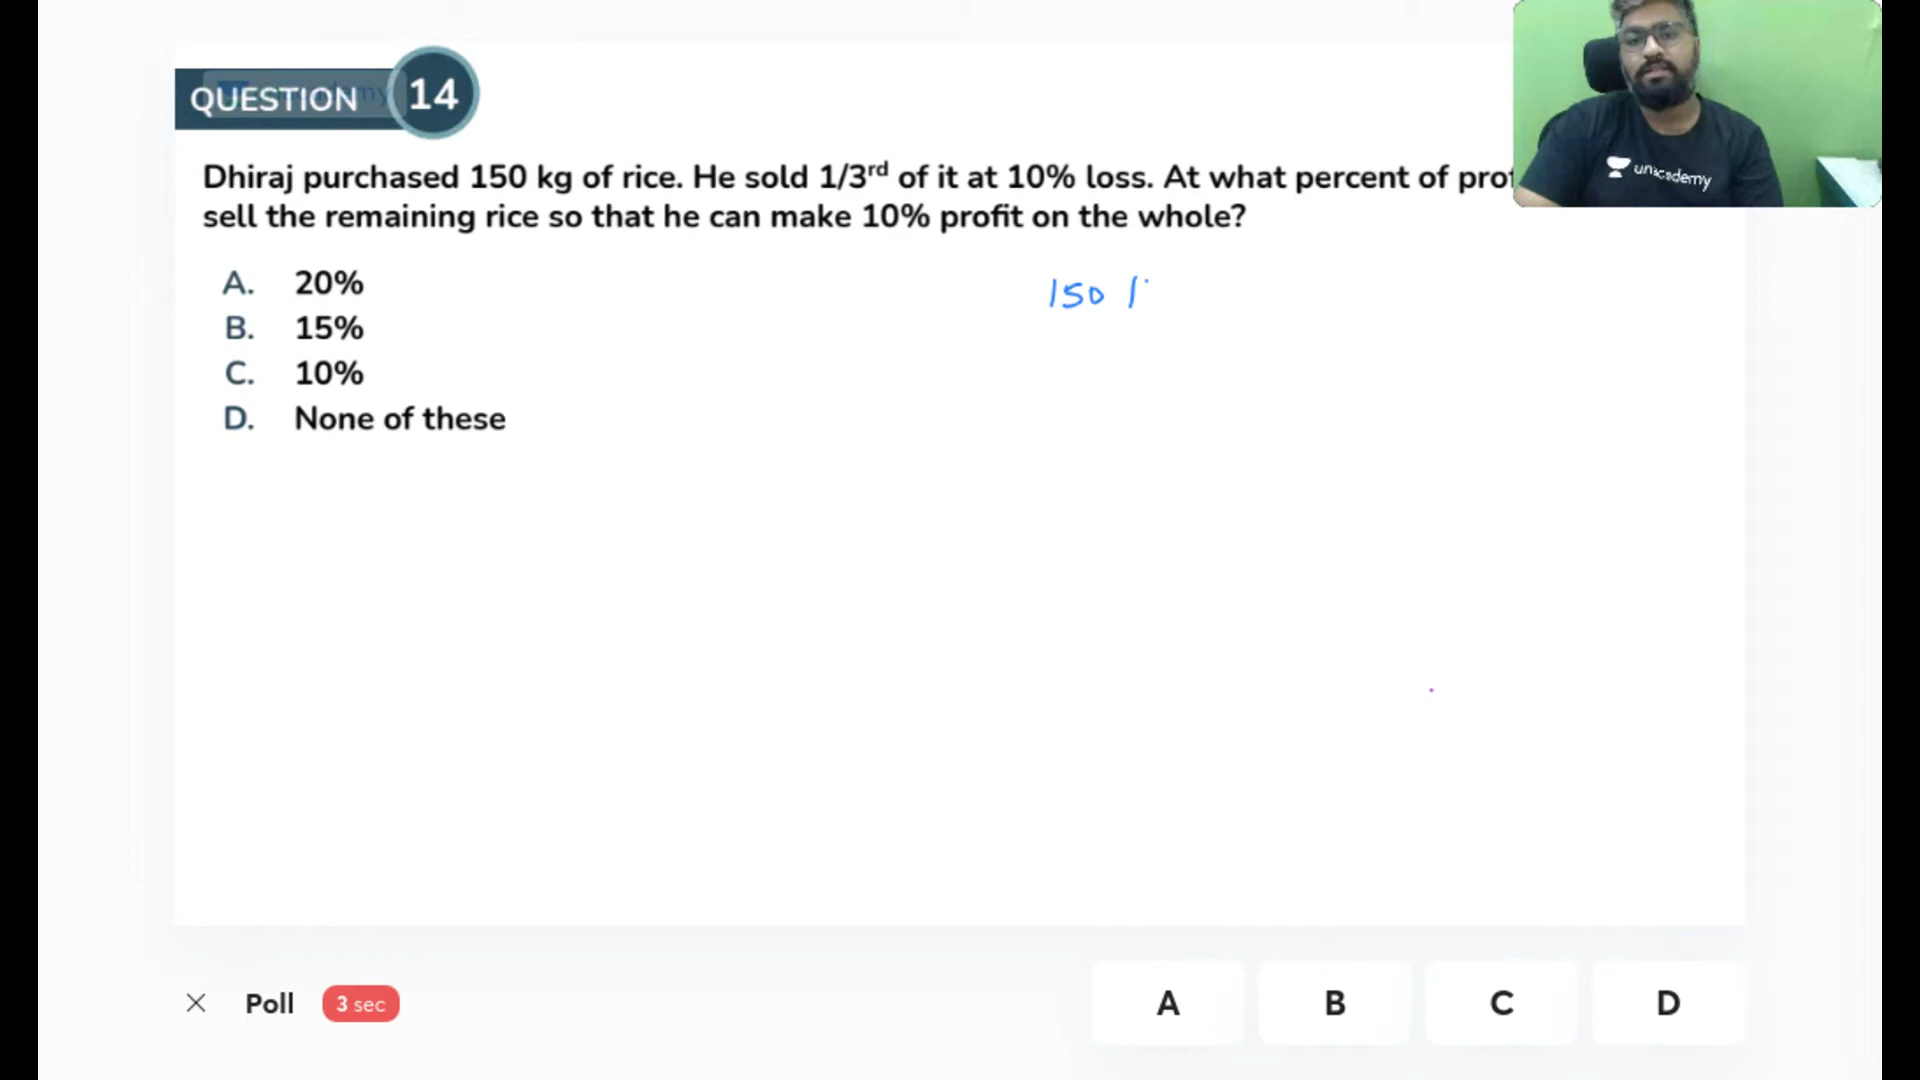 QUESTION 14
Dhiraj purchased 150 kg of rice. He sold 1/3rd of it at 10% loss. At what percent of
sell the remaining rice so that he can make 10% profit on the whole?
A. 20%
B. 15%
C. 10%
D. None of these
150
unacademy
Poll 3 sec
A B C D